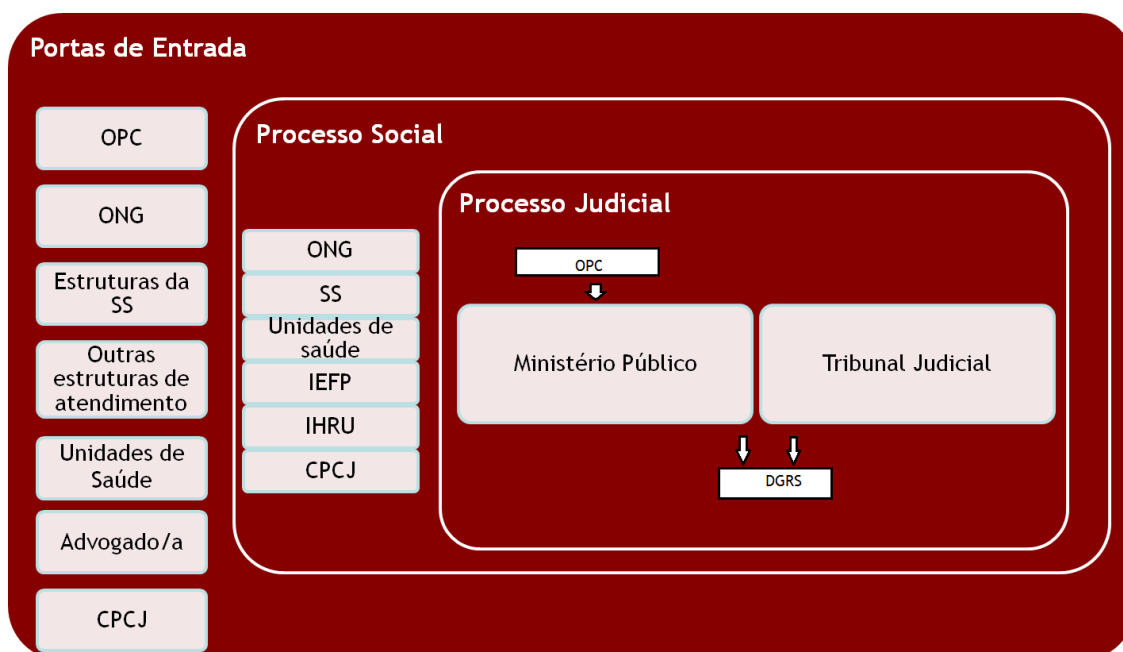 Portas de Entrada
OPC
ONG
Estruturas da
SS
Outras
estruturas de
atendimento
Unidades de
Saúde
Advogado/a
CPCJ
Processo Social
ONG
SS
Unidades de
saúde
IEFP
IHRU
CPCJ
Processo Judicial
OPC
Ministério Público
Tribunal Judicial
DGRS